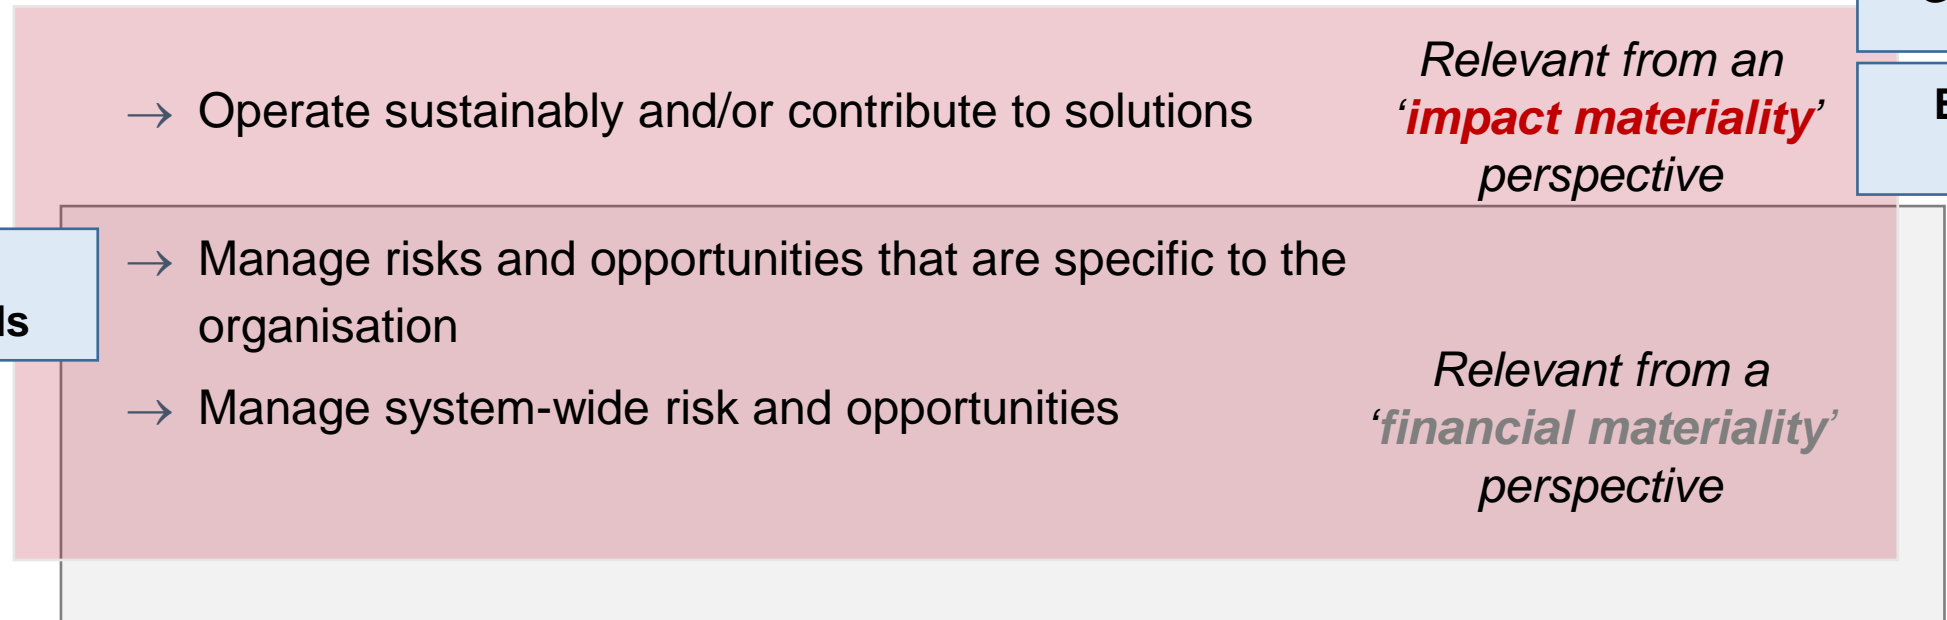 → Operate sustainably and/or contribute to solutions
Relevant from an
‘impact materiality’
perspective
→ Manage risks and opportunities that are specific to the
organisation
→ Manage system-wide risk and opportunities
Relevant from a
‘financial materiality’
perspective